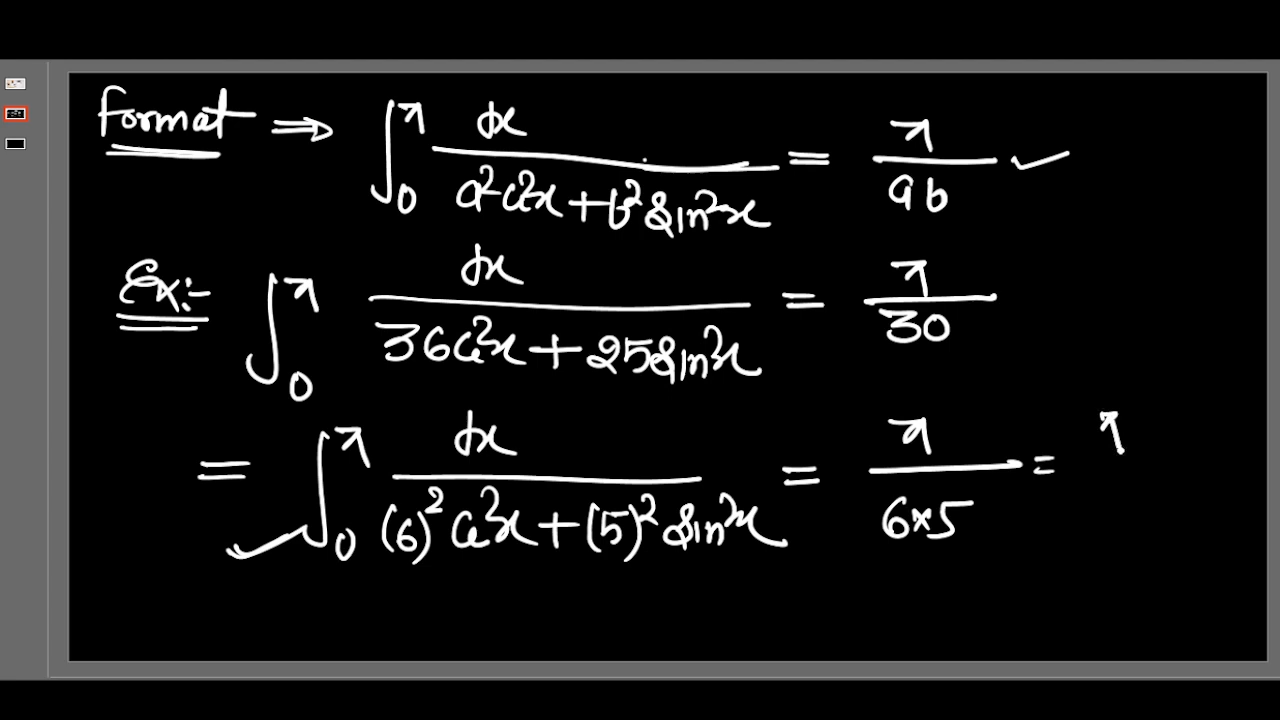 Format ⇒ ∫₀^π dx / (a²cos²x + b²sin²x) = π / ab ✓
Ex:- ∫₀^π dx / (36cos²x + 25sin²x) = π / 30
= ∫₀^π dx / ((6)²cos²x + (5)²sin²x) = π / (6×5) = π